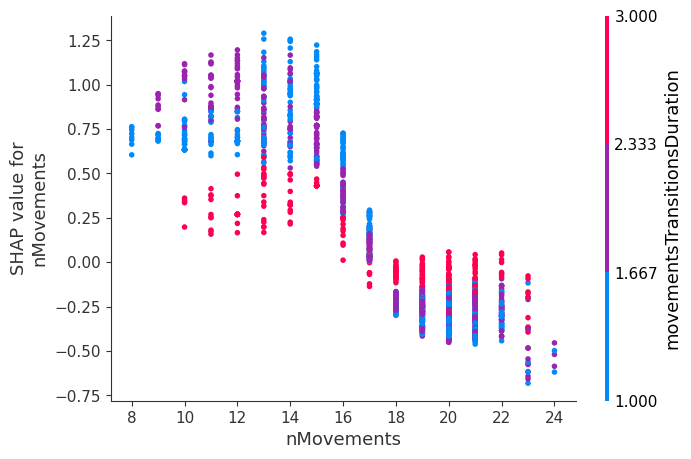 3.000
2.333
1.667
1.000
movementsTransitionsDuration
1.25
1.00
0.75
0.50
0.25
0.00
−0.25
−0.50
−0.75
SHAP value for
nMovements
8 10 12 14 16 18 20 22 24
nMovements